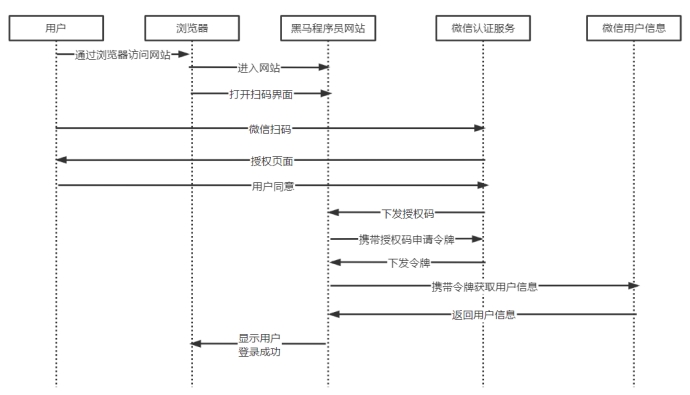 用户
浏览器
黑马程序员网站
微信认证服务
微信用户信息
通过浏览器访问网站
进入网站
打开扫码界面
微信扫码
授权页面
用户同意
下发授权码
携带授权码申请令牌
下发令牌
携带令牌获取用户信息
返回用户信息
显示用户
登录成功